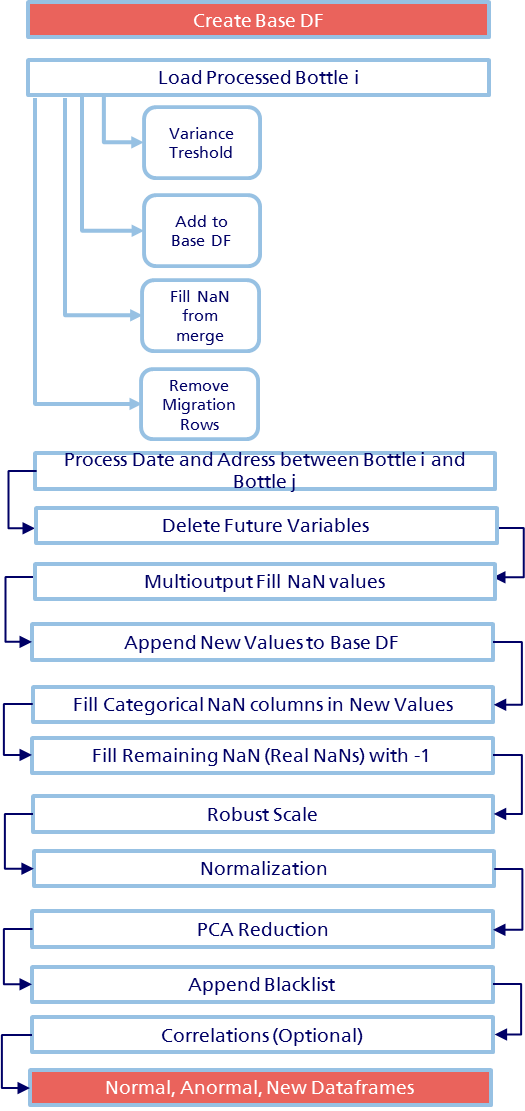 Create Base DF
Load Processed Bottle i
Variance
Treshold
Add to
Base DF
Fill NaN
from
merge
Remove
Migration
Rows
Process Date and Adress between Bottle i and
Bottle j
Delete Future Variables
Multioutput Fill NaN values
Append New Values to Base DF
Fill Categorical NaN columns in New Values
Fill Remaining NaN (Real NaNs) with -1
Robust Scale
Normalization
PCA Reduction
Append Blacklist
Correlations (Optional)
Normal, Anormal, New Dataframes